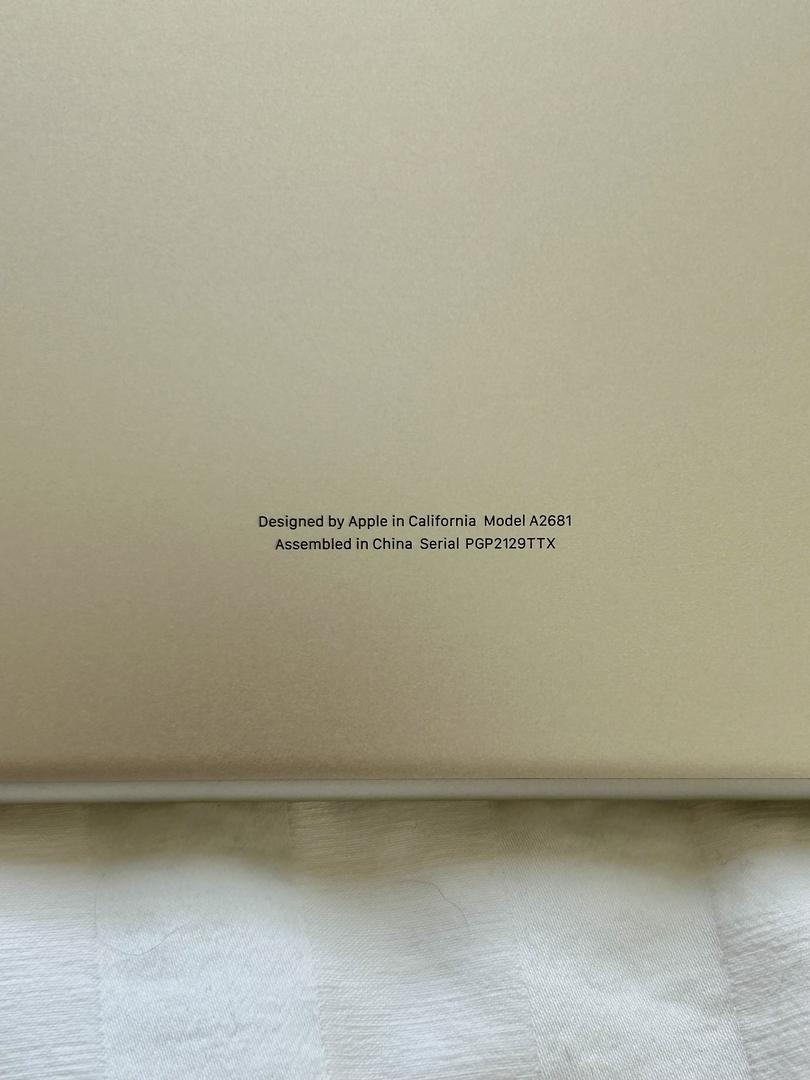 Designed by Apple in California Model A2681
Assembled in China Serial PGP2129TTX